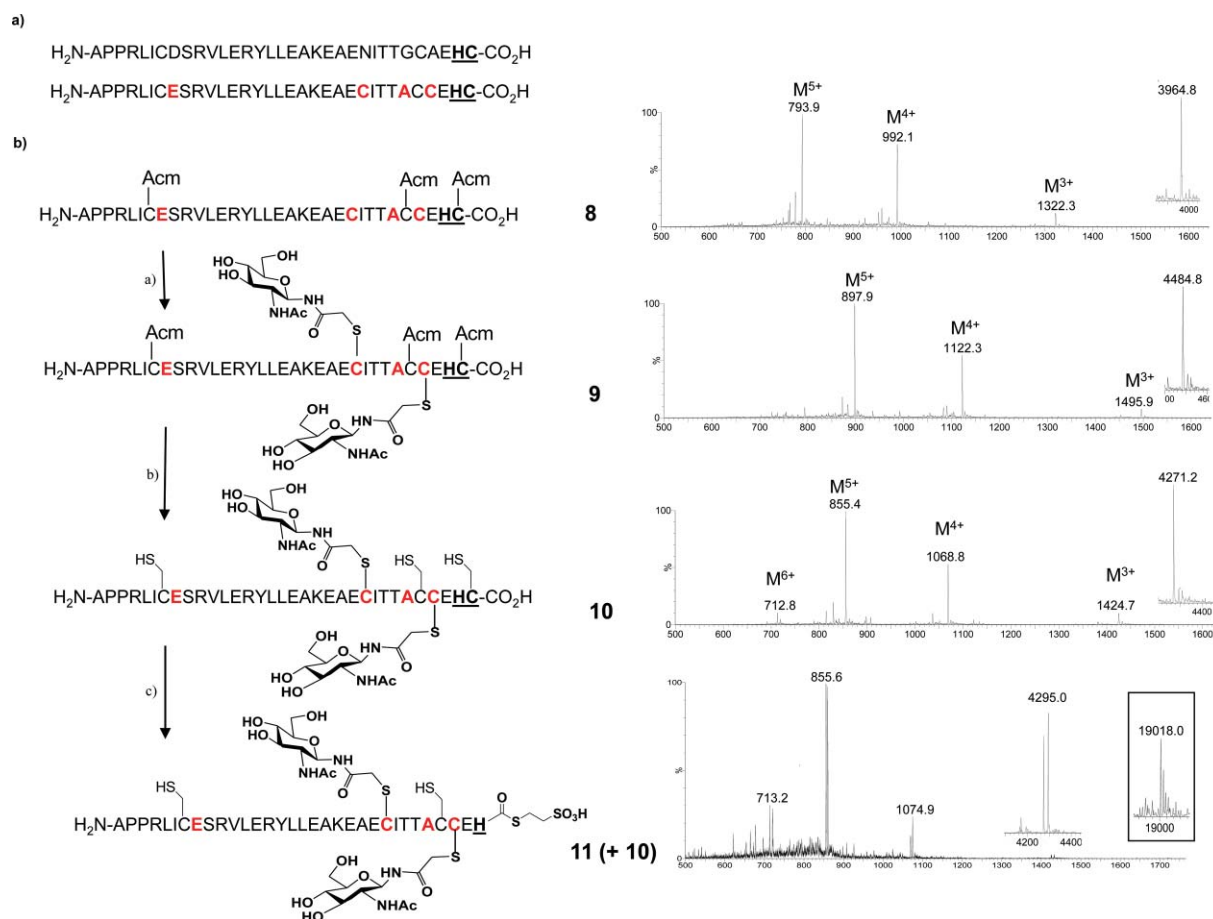 a)
H2N-APPRLICDSRVLERYLLEAKEAENITTGCAEHC-CO2H
H2N-APPRLICESRVLERYLLEAKEAECITTACCEHC-CO2H
b)
Acm Acm Acm
H2N-APPRLICESRVLERYLLEAKEAECITTACCEHC-CO2H
8
a)
HO OH
HO O
NHAc NH
O S
Acm Acm Acm
H2N-APPRLICESRVLERYLLEAKEAECITTACCEHC-CO2H
9
S
OH H
O N O
HO NHAc
HO
b)
HO OH
HO O
NHAc NH
O S
HS HS HS
H2N-APPRLICESRVLERYLLEAKEAECITTACCEHC-CO2H
10
S
OH H
O N O
HO NHAc
HO
c)
HO OH
HO O
NHAc NH
O S
HS HS O SO3H
S
H2N-APPRLICESRVLERYLLEAKEAECITTACCEH
11 (+ 10)
S
OH H
O N O
HO NHAc
HO
100
%
0
M5+
793.9
M4+
992.1
M3+
1322.3
3964.8
4000
500 600 700 800 900 1000 1100 1200 1300 1400 1500 1600
100
%
0
M5+
897.9
M4+
1122.3
M3+
1495.9
4484.8
00 460
500 600 700 800 900 1000 1100 1200 1300 1400 1500 1600
100
%
0
M6+
712.8
M5+
855.4
M4+
1068.8
M3+
1424.7
4271.2
4400
500 600 700 800 900 1000 1100 1200 1300 1400 1500 1600
100
%
0
713.2
855.6
1074.9
4295.0
4200 4400
19018.0
19000
500 600 700 800 900 1000 1100 1200 1300 1400 1500 1600 1700